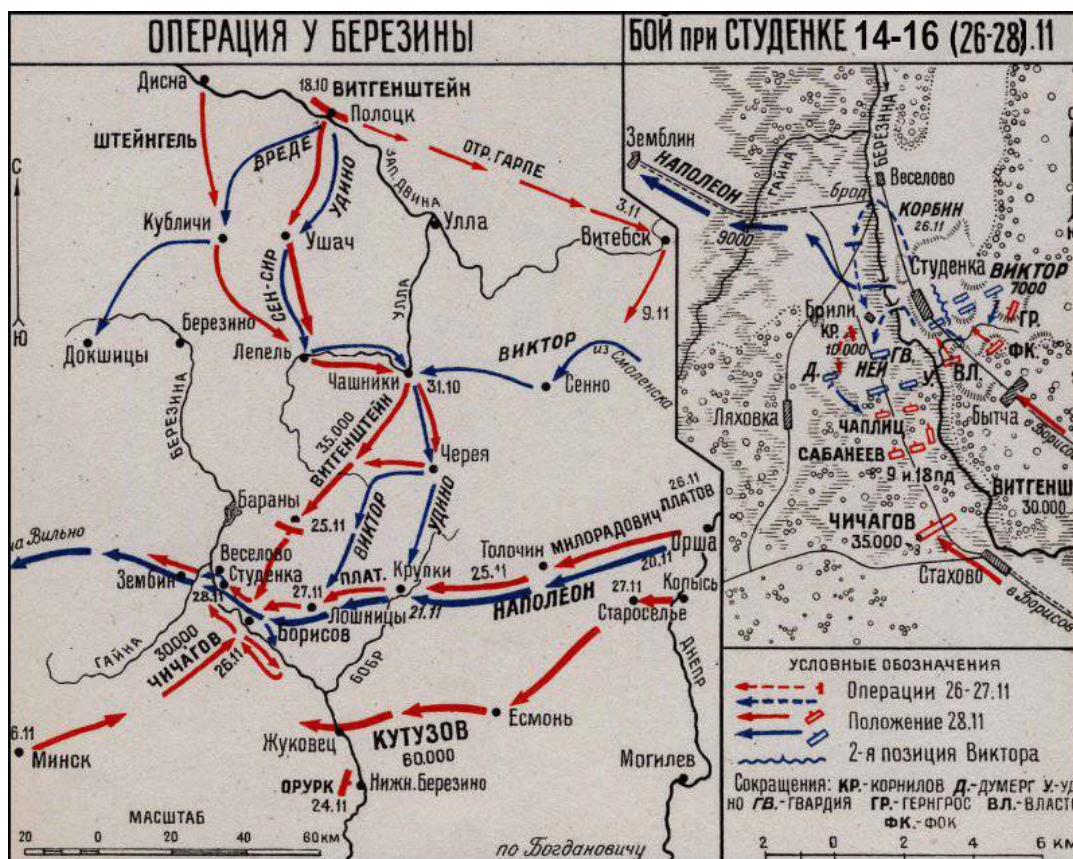 ОПЕРАЦИЯ У БЕРЕЗИНЫ
Дисна
18.10
ВИТГЕНШТЕЙН
Полоцк
ШТЕЙНГЕЛЬ
ВРЕДЕ
УДИНО
ЗАП. ДВИНА
ОТР. ГАРПЕ
С
Ю
Кубличи
Ушач
Улла
3.11
Витебск
СЕН-СИР
УЛЛА
9.11
Березино
Докшицы
Лепель
Чашники
31.10
ВИКТОР
из Смоленска
Сенно
БЕРЕЗИНА
35.000
ВИТГЕНШТЕЙН
Черея
Бараны
25.11
ВИКТОР
УДИНО
26.11
ПЛАТОВ
МИЛОРАДОВИЧ
на Вильно
Веселово
Студенка
Зембин
28.11
27.11
ПЛАТ.
Крупки
Толочин
25.11
Орша
20.11
Лошницы
21.11
НАПОЛЕОН
27.11
Копысь
Староселье
Борисов
ГАЙНА
30.000
ЧИЧАГОВ
26.11
БОБР
ДНЕПР
6.11
Минск
Жуковец
КУТУЗОВ
60.000
Есмонь
Могилев
ОРУРК
24.11
Нижн. Березино
МАСШТАБ
20 0 20 40 60 км
по Богдановичу
БОЙ при СТУДЕНКЕ 14-16 (26-28).11
Земблин
НАПОЛЕОН
ГАЙНА
БЕРЕЗИНА
Веселово
брод
9000
КОРБИН
26.11
Студенка
ВИКТОР
7000
ГР.
Брили
КР.
10.000
ГВ.
НЕЙ
Д.
У.
ВЛ.
ФК.
Ляховка
ЧАПЛИЦ
САБАНЕЕВ
9 и 18 пд
Бытча
в Борисо
ВИТГЕНШ
30.000
ЧИЧАГОВ
35.000
Стахово
в Борисов
УСЛОВНЫЕ ОБОЗНАЧЕНИЯ
Операции 26-27.11
Положение 28.11
2-я позиция Виктора
Сокращения: КР.-КОРНИЛОВ Д.-ДУМЕРГ У.-УД
НО ГВ.-ГВАРДИЯ ГР.-ГЕРНГРОС ВЛ.-ВЛАСТО
ФК.-ФОК
2 0 2 4 6 км